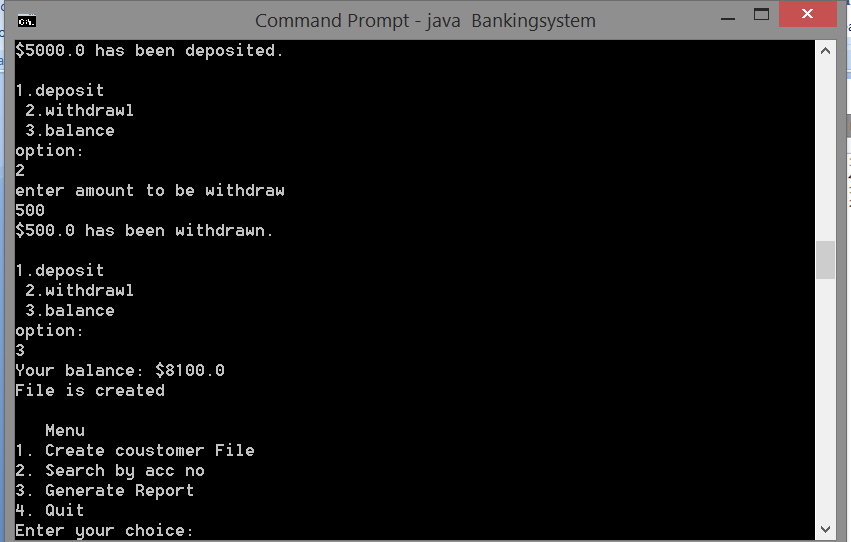 Command Prompt - java Bankingsystem
$5000.0 has been deposited.
1.deposit
2.withdrawl
3.balance
option:
2
enter amount to be withdraw
500
$500.0 has been withdrawn.
1.deposit
2.withdrawl
3.balance
option:
3
Your balance: $8100.0
File is created
Menu
1. Create coustomer File
2. Search by acc no
3. Generate Report
4. Quit
Enter your choice: